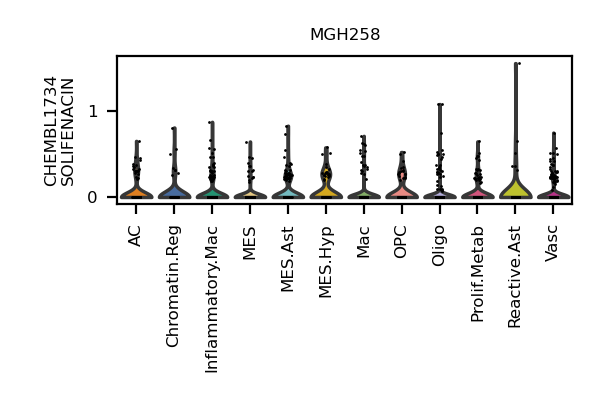 MGH258
CHEMBL1734
SOLIFENACIN
1
0
AC
Chromatin.Reg
Inflammatory.Mac
MES
MES.Ast
MES.Hyp
Mac
OPC
Oligo
Prolif.Metab
Reactive.Ast
Vasc